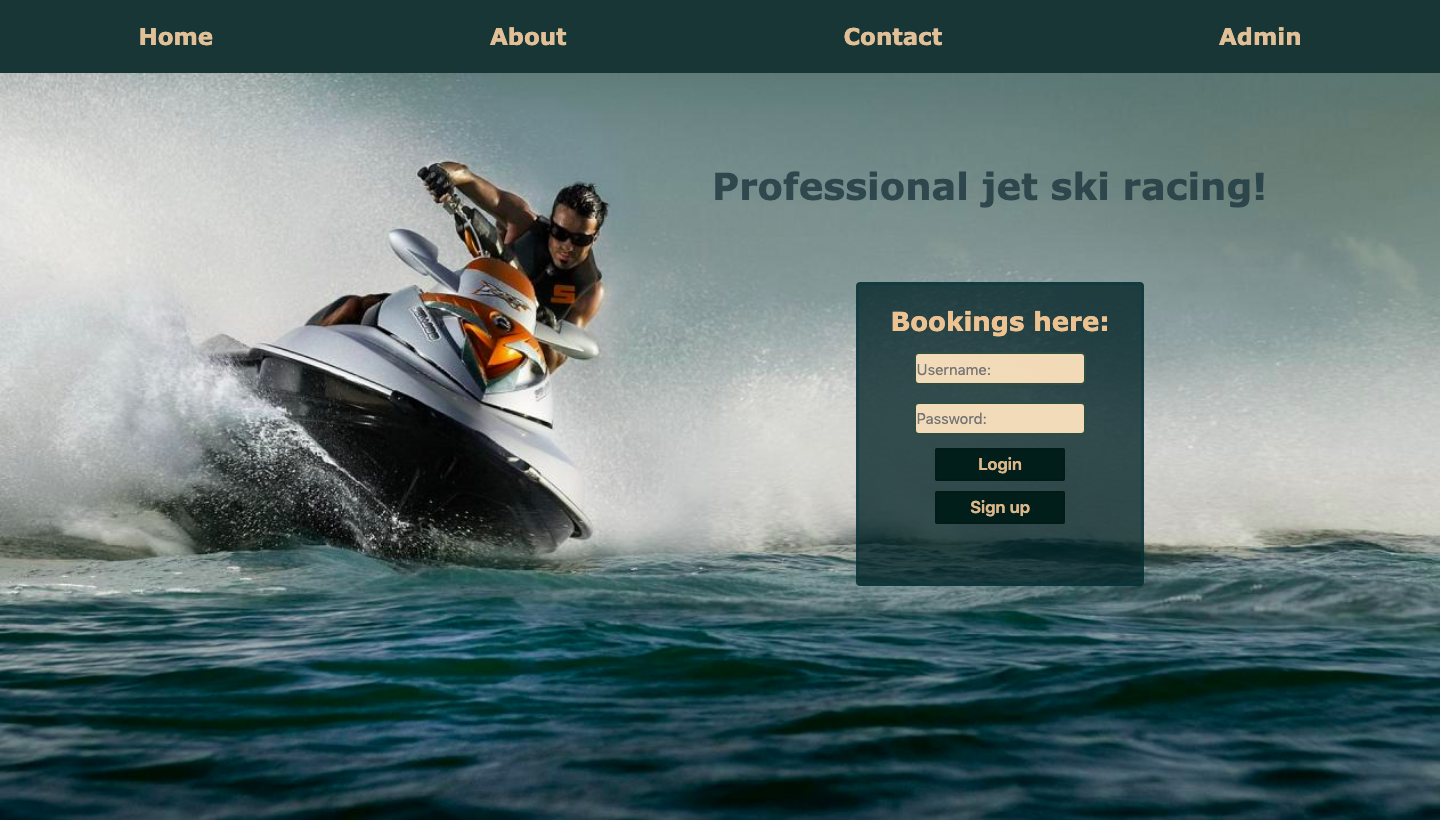 Home
About
Contact
Admin
Professional jet ski racing!
Bookings here:
Username:
Password:
Login
Sign up